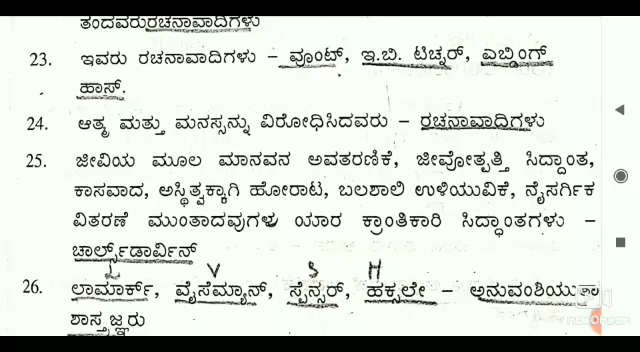 ತಂದವರು ರಚನಾವಾದಿಗಳು
23. ಇವರು ರಚನಾವಾದಿಗಳು – ವೂಂಟ್, ಇ.ಬಿ. ಟಿಚ್ನರ್, ಎಬ್ಬಿಂಗ್
ಹಾಸ್.
24. ಆತ್ಮ ಮತ್ತು ಮನಸ್ಸನ್ನು ವಿರೋಧಿಸಿದವರು – ರಚನಾವಾದಿಗಳು
25. ಜೀವಿಯ ಮೂಲ ಮಾನವನ ಅವತರಣಿಕೆ, ಜೀವೋತ್ಪತ್ತಿ ಸಿದ್ದಾಂತ,
ಕಾಸವಾದ, ಅಸ್ಥಿತ್ವಕ್ಕಾಗಿ ಹೋರಾಟ, ಬಲಶಾಲಿ ಉಳಿಯುವಿಕೆ, ನೈಸರ್ಗಿಕ
ವಿತರಣೆ ಮುಂತಾದವುಗಳು ಯಾರ ಕ್ರಾಂತಿಕಾರಿ ಸಿದ್ಧಾಂತಗಳು –
ಚಾರ್ಲ್ಸ್‌ಡಾರ್ವಿನ್
L V S H
26. ಲಾಮಾರ್ಕ್, ವೈಸೆಮ್ಯಾನ್, ಸ್ಪೆನ್ಸರ್, ಹಕ್ಸಲೇ – ಅನುವಂಶಿಯತಾ
ಶಾಸ್ತ್ರಜ್ಞರು
RECORDER